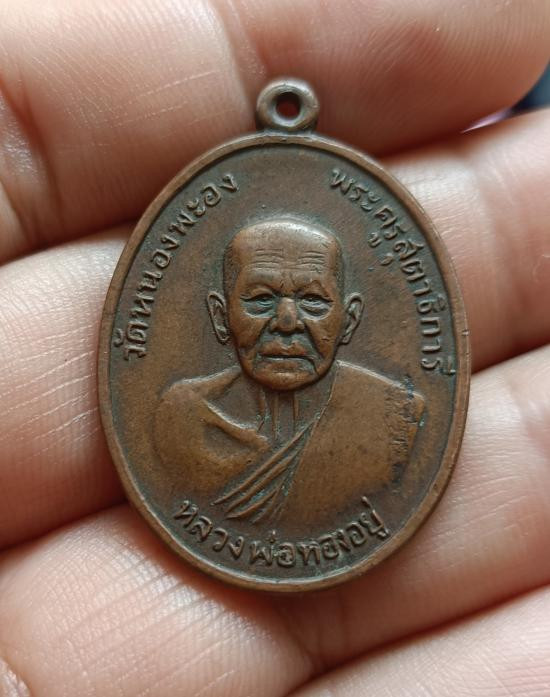 วัดหนองพะอง
พระครูสุตาธิการี
หลวงพ่อทองอยู่